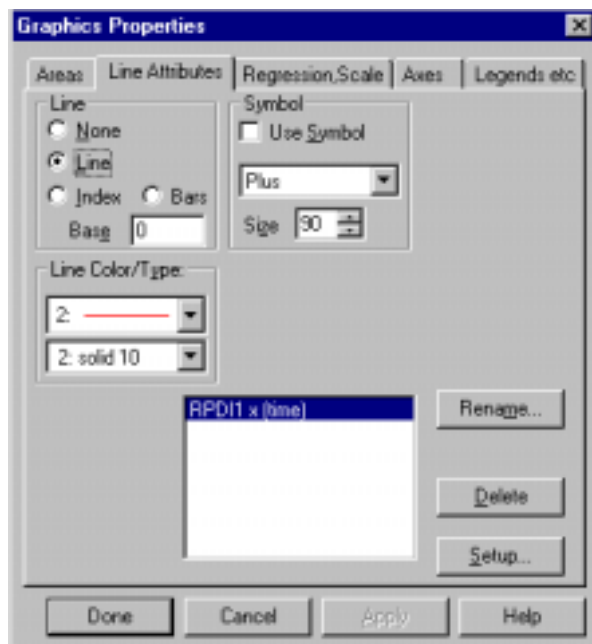 Graphics Properties
Areas Line Attributes Regression,Scale Axes Legends etc
Line
None
Line
Index Bars
Base 0
Symbol
Use Symbol
Plus
Size 90
Line Color/Type:
2:
2: solid 10
RPDI1 x (time)
Rename...
Delete
Setup...
Done Cancel Apply Help